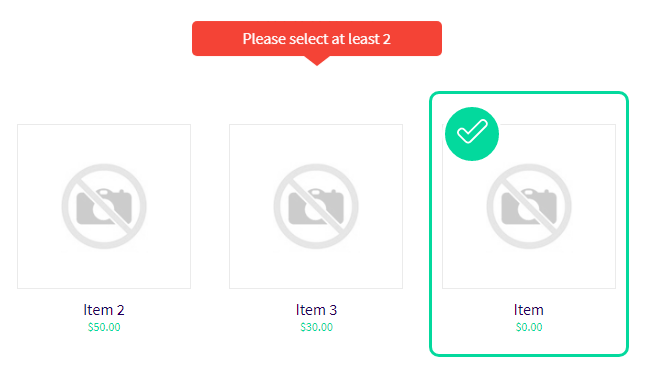 Please select at least 2
Item 2
$50.00
Item 3
$30.00
Item
$0.00